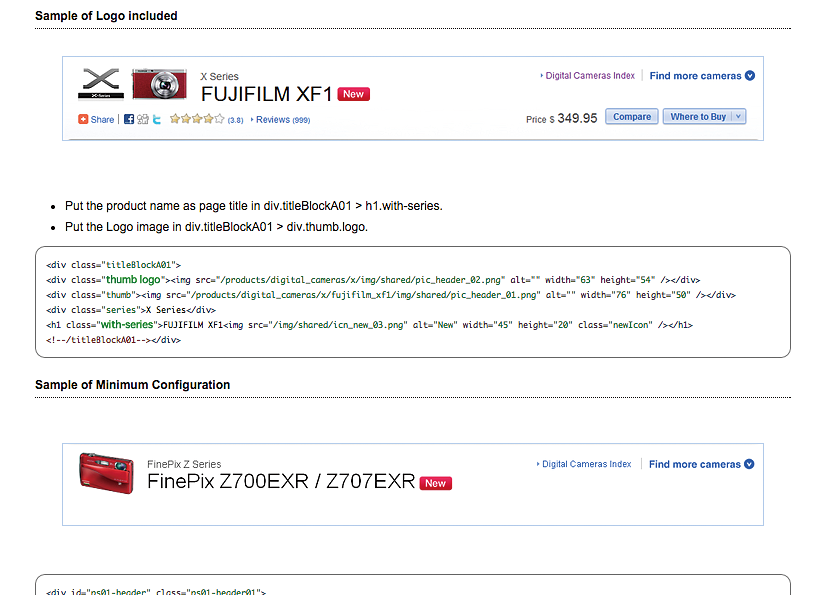 Sample of Logo included
X-Series
X Series
FUJIFILM XF1 New
Digital Cameras Index Find more cameras
Share (3.8) Reviews (999)
Price $ 349.95 Compare Where to Buy
Put the product name as page title in div.titleBlockA01 > h1.with-series.
Put the Logo image in div.titleBlockA01 > div.thumb.logo.
<div class="titleBlockA01">
<div class="thumb logo"><img src="/products/digital_cameras/x/img/shared/pic_header_02.png" alt="" width="63" height="54" /></div>
<div class="thumb"><img src="/products/digital_cameras/x/fujifilm_xf1/img/shared/pic_header_01.png" alt="" width="76" height="50" /></div>
<div class="series">X Series</div>
<h1 class="with-series">FUJIFILM XF1<img src="/img/shared/icn_new_03.png" alt="New" width="45" height="20" class="newIcon" /></h1>
<!--/titleBlockA01--></div>
Sample of Minimum Configuration
FinePix Z Series
FinePix Z700EXR / Z707EXR New
Digital Cameras Index Find more cameras
<div id="ps01-header" class="ps01-header01">